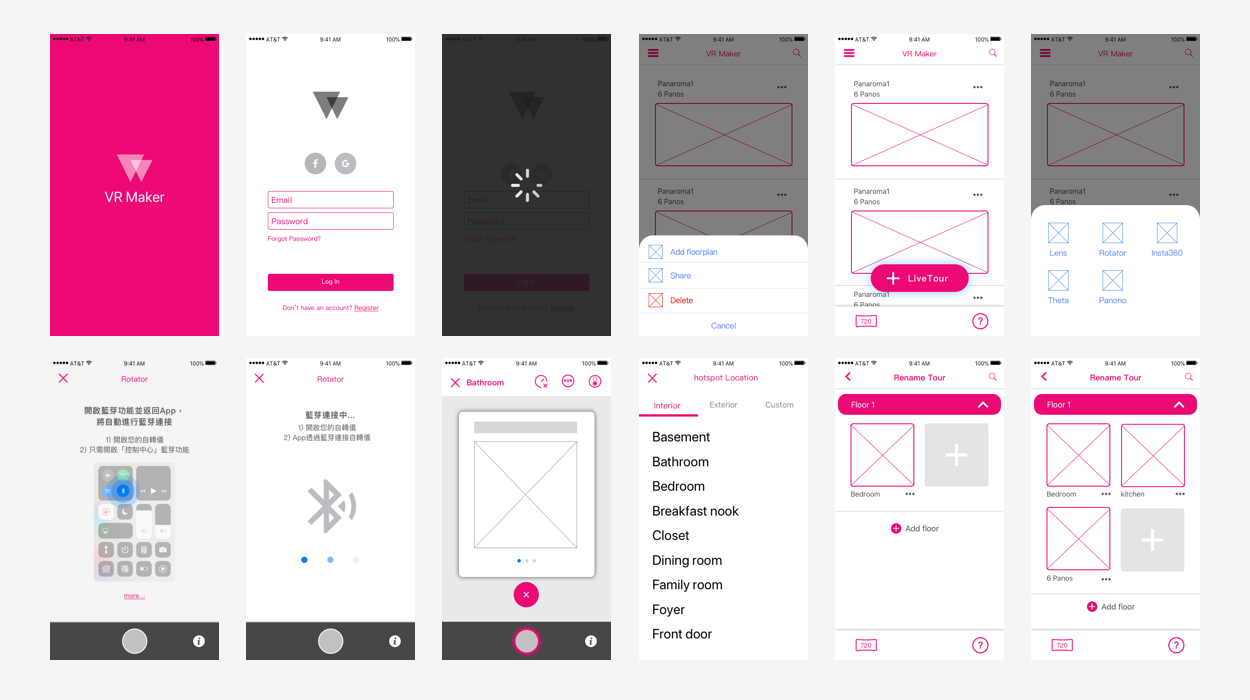 AT&T 9:41 AM 100%
VR Maker
AT&T 9:41 AM 100%
f G
Email
Password
Forgot Password?
Log In
Don't have an account? Register
AT&T 9:41 AM 100%
Email
Password
Forgot Password?
Log In
Don't have an account? Register
AT&T 9:41 AM 100%
VR Maker
Panaroma1
6 Panos
Panaroma1
6 Panos
Add floorplan
Share
Delete
Cancel
AT&T 9:41 AM 100%
VR Maker
Panaroma1
6 Panos
Panaroma1
6 Panos
LiveTour
Panaroma1
6 Panos
720 ?
AT&T 9:41 AM 100%
VR Maker
Panaroma1
6 Panos
Panaroma1
6 Panos
Lens Rotator Insta360
Theta Panono
AT&T 9:41 AM 100%
Rotator
開啟藍芽功能並返回App，
將自動進行藍芽連接
1) 開啟您的自轉儀
2) 只需開啟「控制中心」藍芽功能
more...
AT&T 9:41 AM 100%
Rotator
藍芽連接中...
1) 開啟您的自轉儀
2) App透過藍芽連接自轉儀
AT&T 9:41 AM 100%
Bathroom HDR
AT&T 9:41 AM 100%
hotspot Location
Interior Exterior Custom
Basement
Bathroom
Bedroom
Breakfast nook
Closet
Dining room
Family room
Foyer
Front door
AT&T 9:41 AM 100%
Rename Tour
Floor 1
Bedroom
Add floor
720 ?
AT&T 9:41 AM 100%
Rename Tour
Floor 1
Bedroom kitchen
6 Panos
Add floor
720 ?